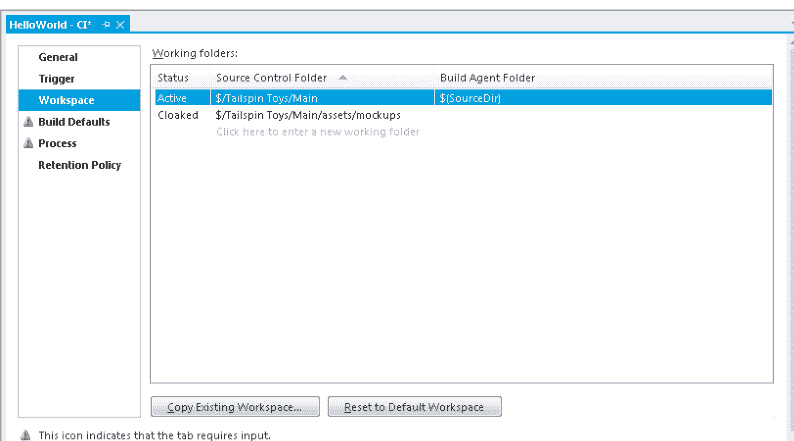 HelloWorld - CI*
General
Trigger
Workspace
Build Defaults
Process
Retention Policy
Working folders:
Status Source Control Folder Build Agent Folder
Active $/Tailspin Toys/Main $(SourceDir)
Cloaked $/Tailspin Toys/Main/assets/mockups
Click here to enter a new working folder
Copy Existing Workspace... Reset to Default Workspace
This icon indicates that the tab requires input.